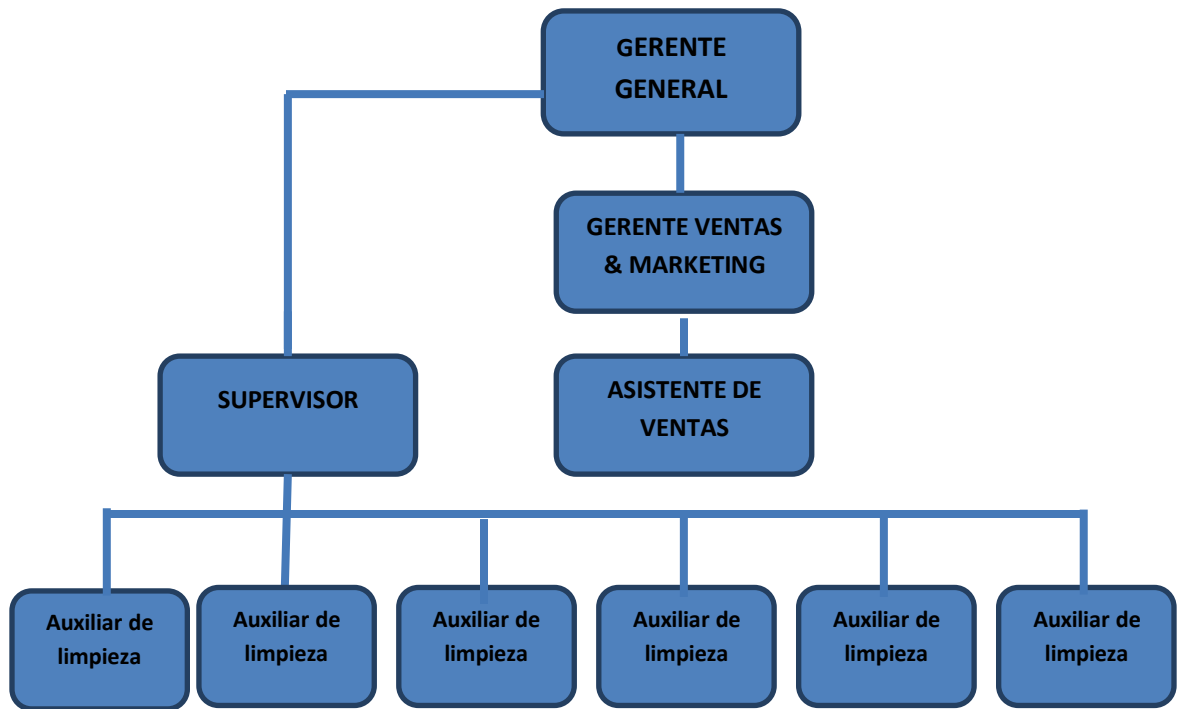 GERENTE
GENERAL
GERENTE VENTAS
& MARKETING
SUPERVISOR
ASISTENTE DE
VENTAS
Auxiliar de
limpieza
Auxiliar de
limpieza
Auxiliar de
limpieza
Auxiliar de
limpieza
Auxiliar de
limpieza
Auxiliar de
limpieza